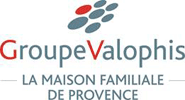 GroupeValophis
LA MAISON FAMILIALE
DE PROVENCE